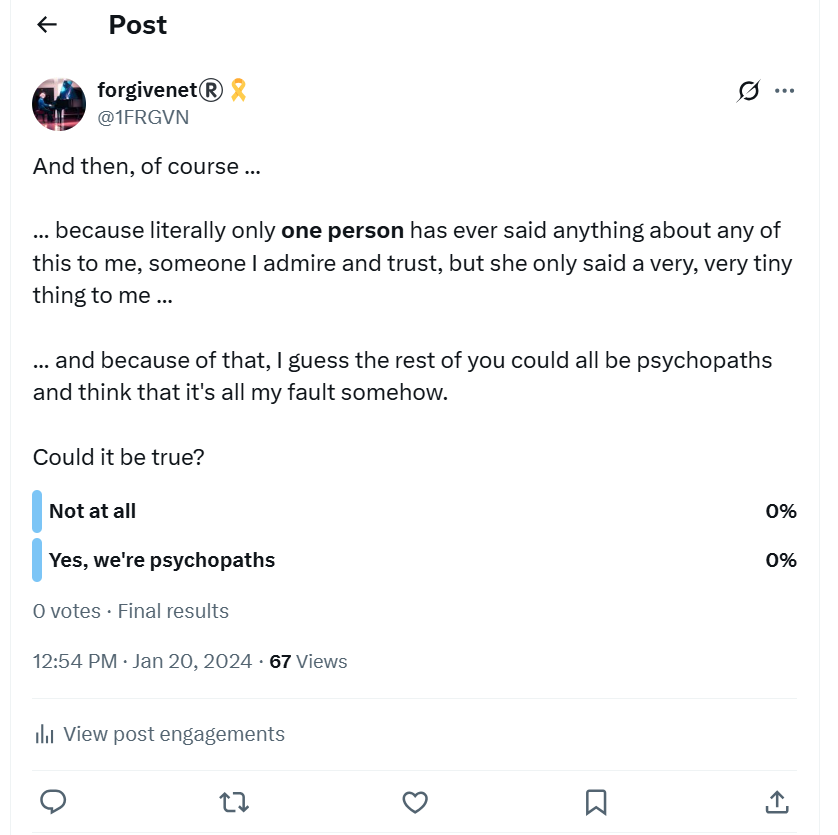 Post
forgivenet®
@1FRGVN
And then, of course ...
... because literally only one person has ever said anything about any of
this to me, someone I admire and trust, but she only said a very, very tiny
thing to me ...
... and because of that, I guess the rest of you could all be psychopaths
and think that it's all my fault somehow.
Could it be true?
Not at all 0%
Yes, we're psychopaths 0%
0 votes · Final results
12:54 PM · Jan 20, 2024 · 67 Views
View post engagements